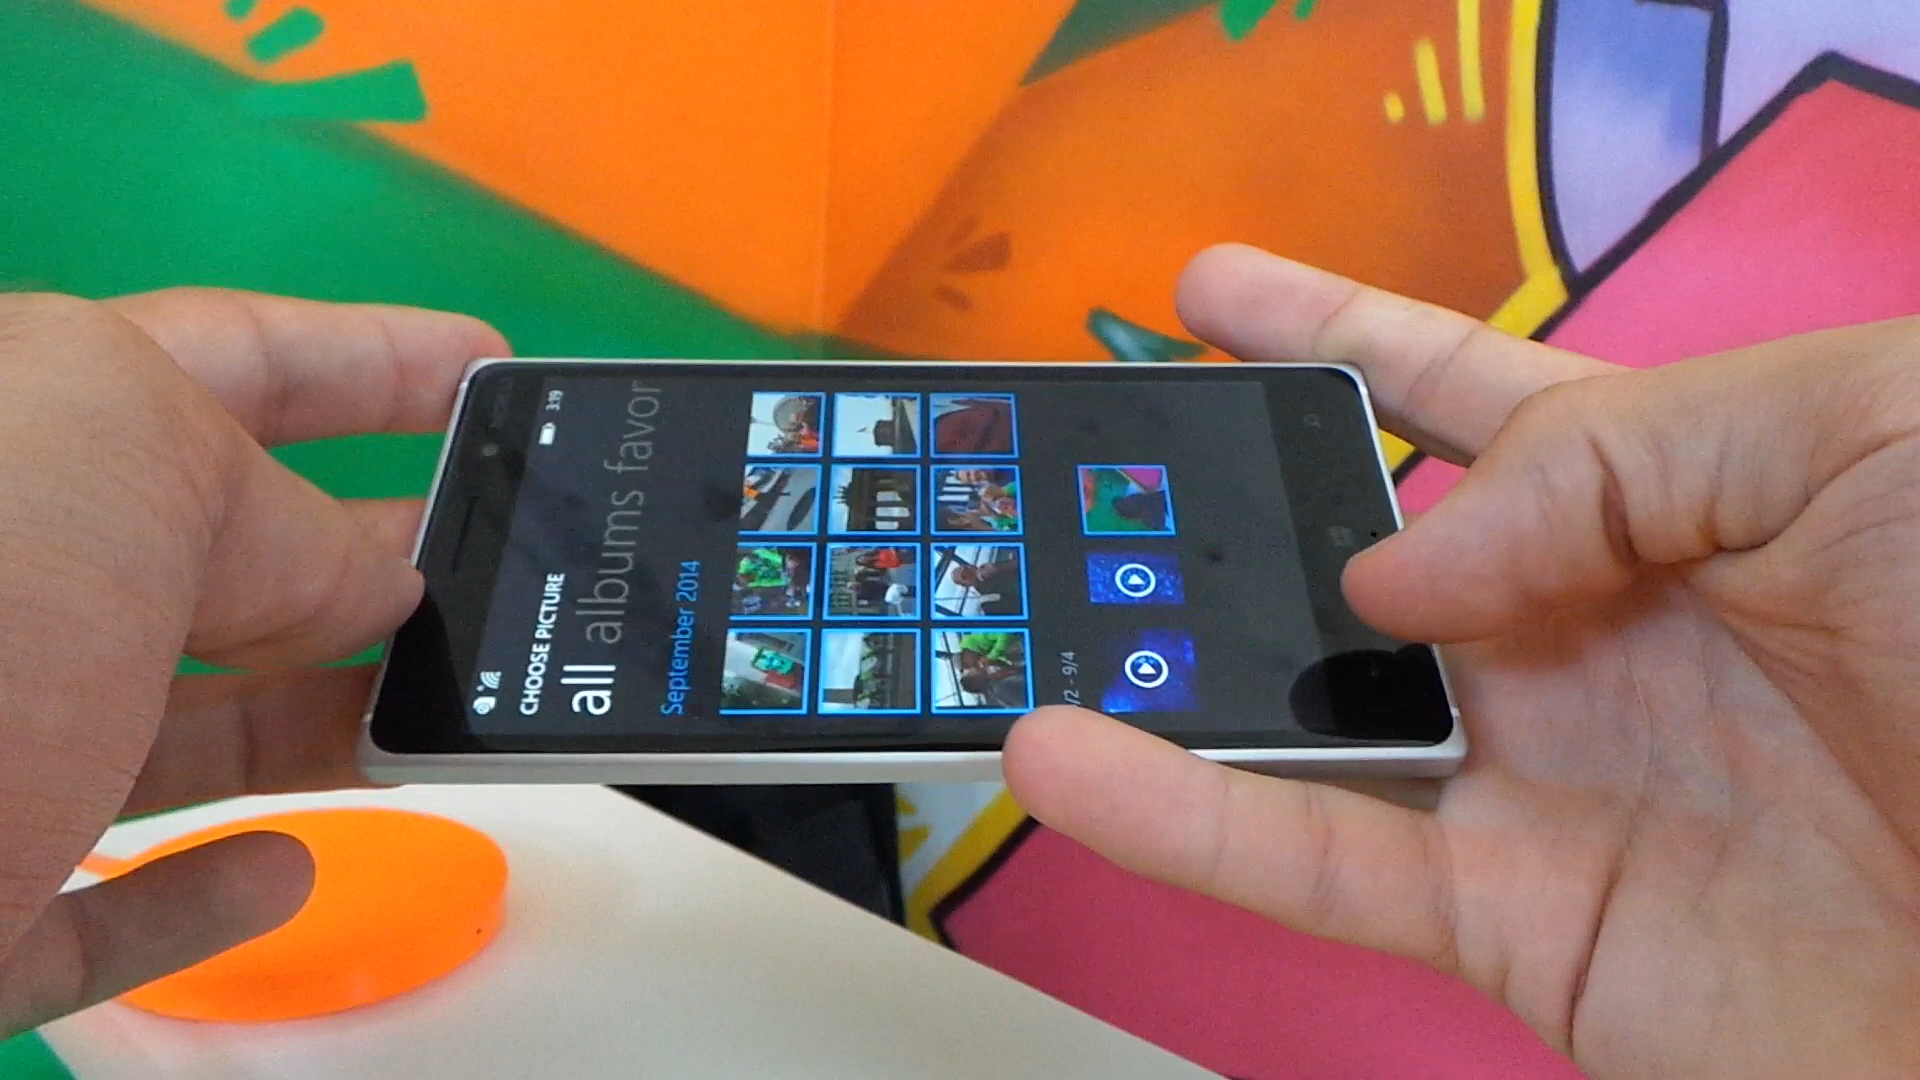 3:19
CHOOSE PICTURE
all albums favor
September 2014
/2 - 9/4